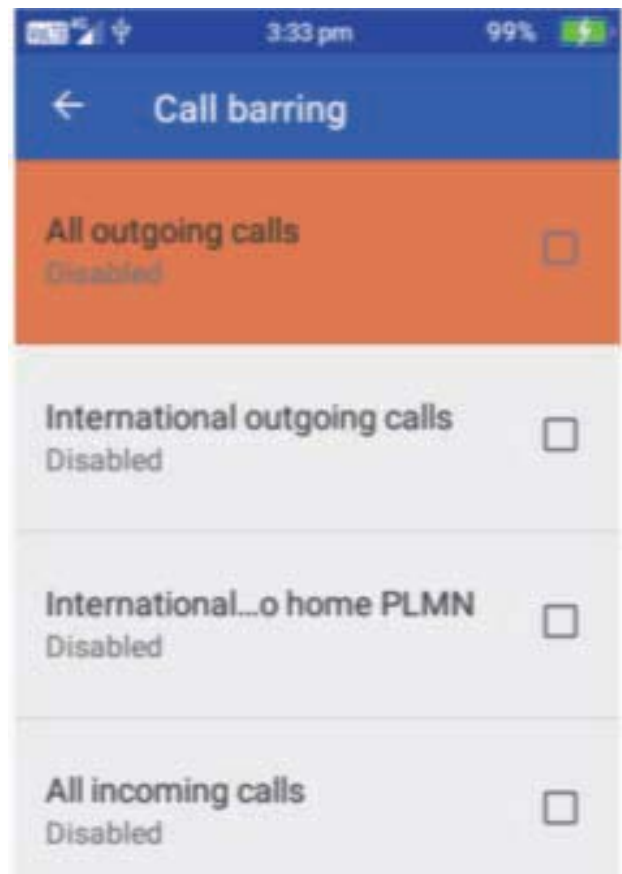 3:33 pm 99%
Call barring
All outgoing calls
Disabled
International outgoing calls
Disabled
International...o home PLMN
Disabled
All incoming calls
Disabled